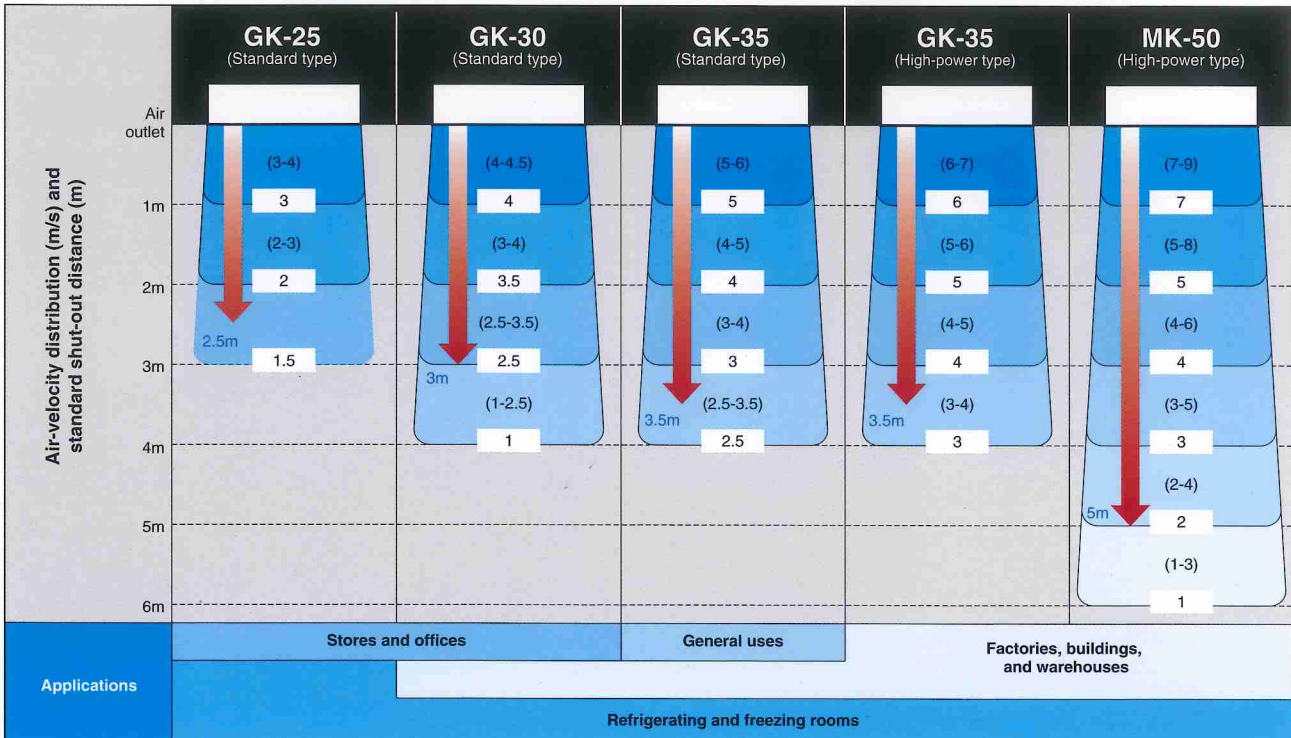 GK-25
(Standard type)
GK-30
(Standard type)
GK-35
(Standard type)
GK-35
(High-power type)
MK-50
(High-power type)
Air-velocity distribution (m/s) and
standard shut-out distance (m)
Air
outlet
1m
2m
3m
4m
5m
6m
(3-4)
3
(2-3)
2
2.5m
1.5
(4-4.5)
4
(3-4)
3.5
(2.5-3.5)
2.5
3m
(1-2.5)
1
(5-6)
5
(4-5)
4
(3-4)
3
(2.5-3.5)
3.5m
2.5
(6-7)
6
(5-6)
5
(4-5)
4
(3-4)
3.5m
3
(7-9)
7
(5-8)
5
(4-6)
4
(3-5)
3
(2-4)
5m
2
(1-3)
1
Applications
Stores and offices
General uses
Factories, buildings,
and warehouses
Refrigerating and freezing rooms